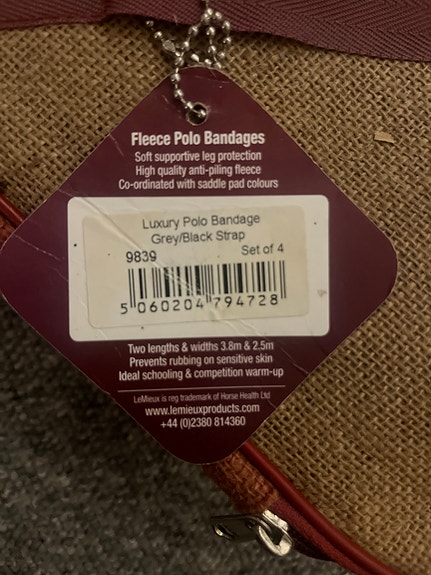 Fleece Polo Bandages
Soft supportive leg protection
High quality anti-piling fleece
Co-ordinated with saddle pad colours
Luxury Polo Bandage
Grey/Black Strap
9839 Set of 4
5 060204 794728
Two lengths & widths 3.8m & 2.5m
Prevents rubbing on sensitive skin
Ideal schooling & competition warm-up
LeMieux is reg trademark of Horse Health Ltd
www.lemieuxproducts.com
+44 (0)2380 814360